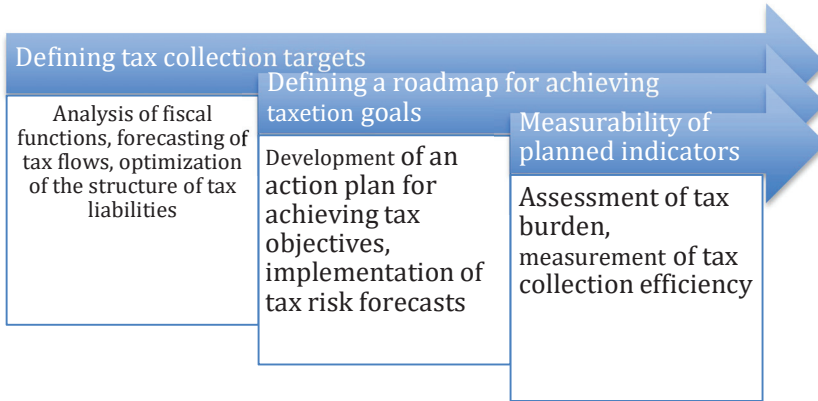 Defining tax collection targets
Analysis of fiscal
functions, forecasting of
tax flows, optimization
of the structure of tax
liabilities
Defining a roadmap for achieving
taxetion goals
Development of an
action plan for
achieving tax
objectives,
implementation of
tax risk forecasts
Measurability of
planned indicators
Assessment of tax
burden,
measurement of tax
collection efficiency